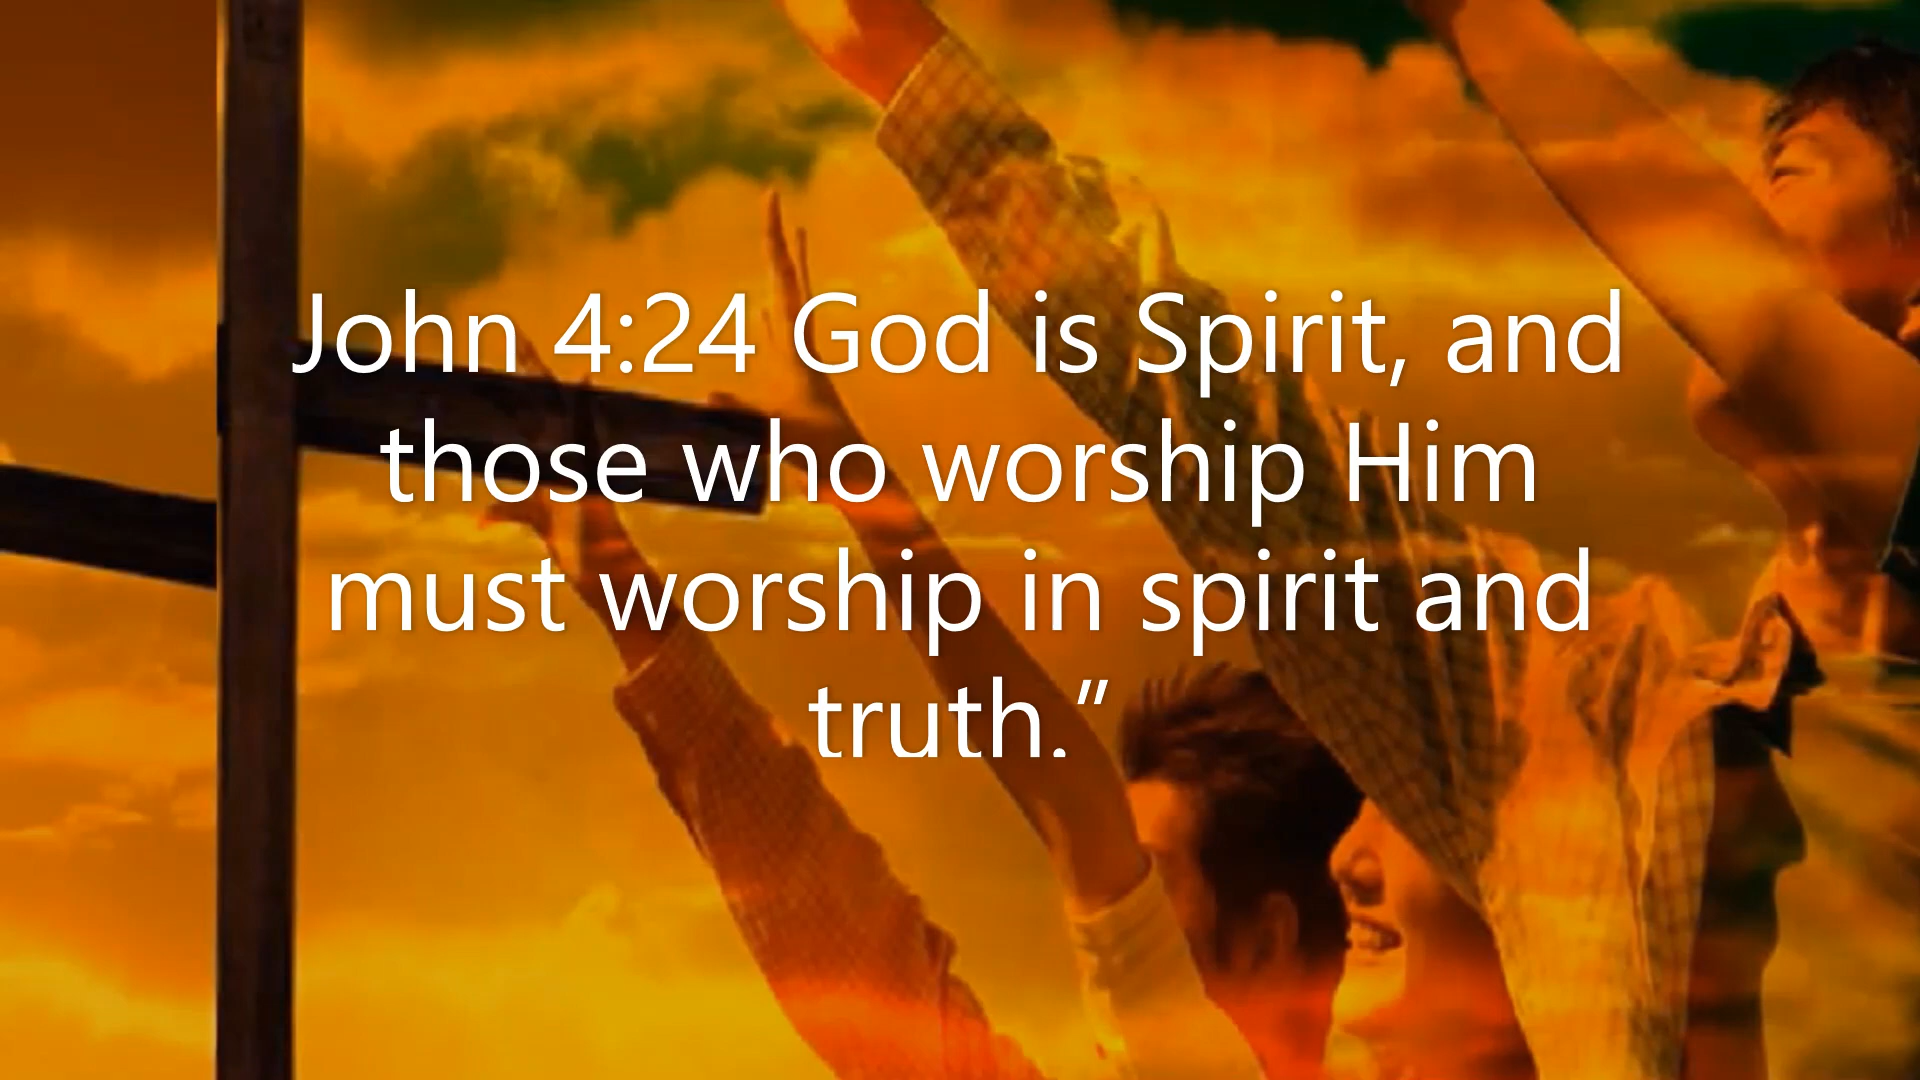 John 4:24 God is Spirit, and
those who worship Him
must worship in spirit and
truth.”